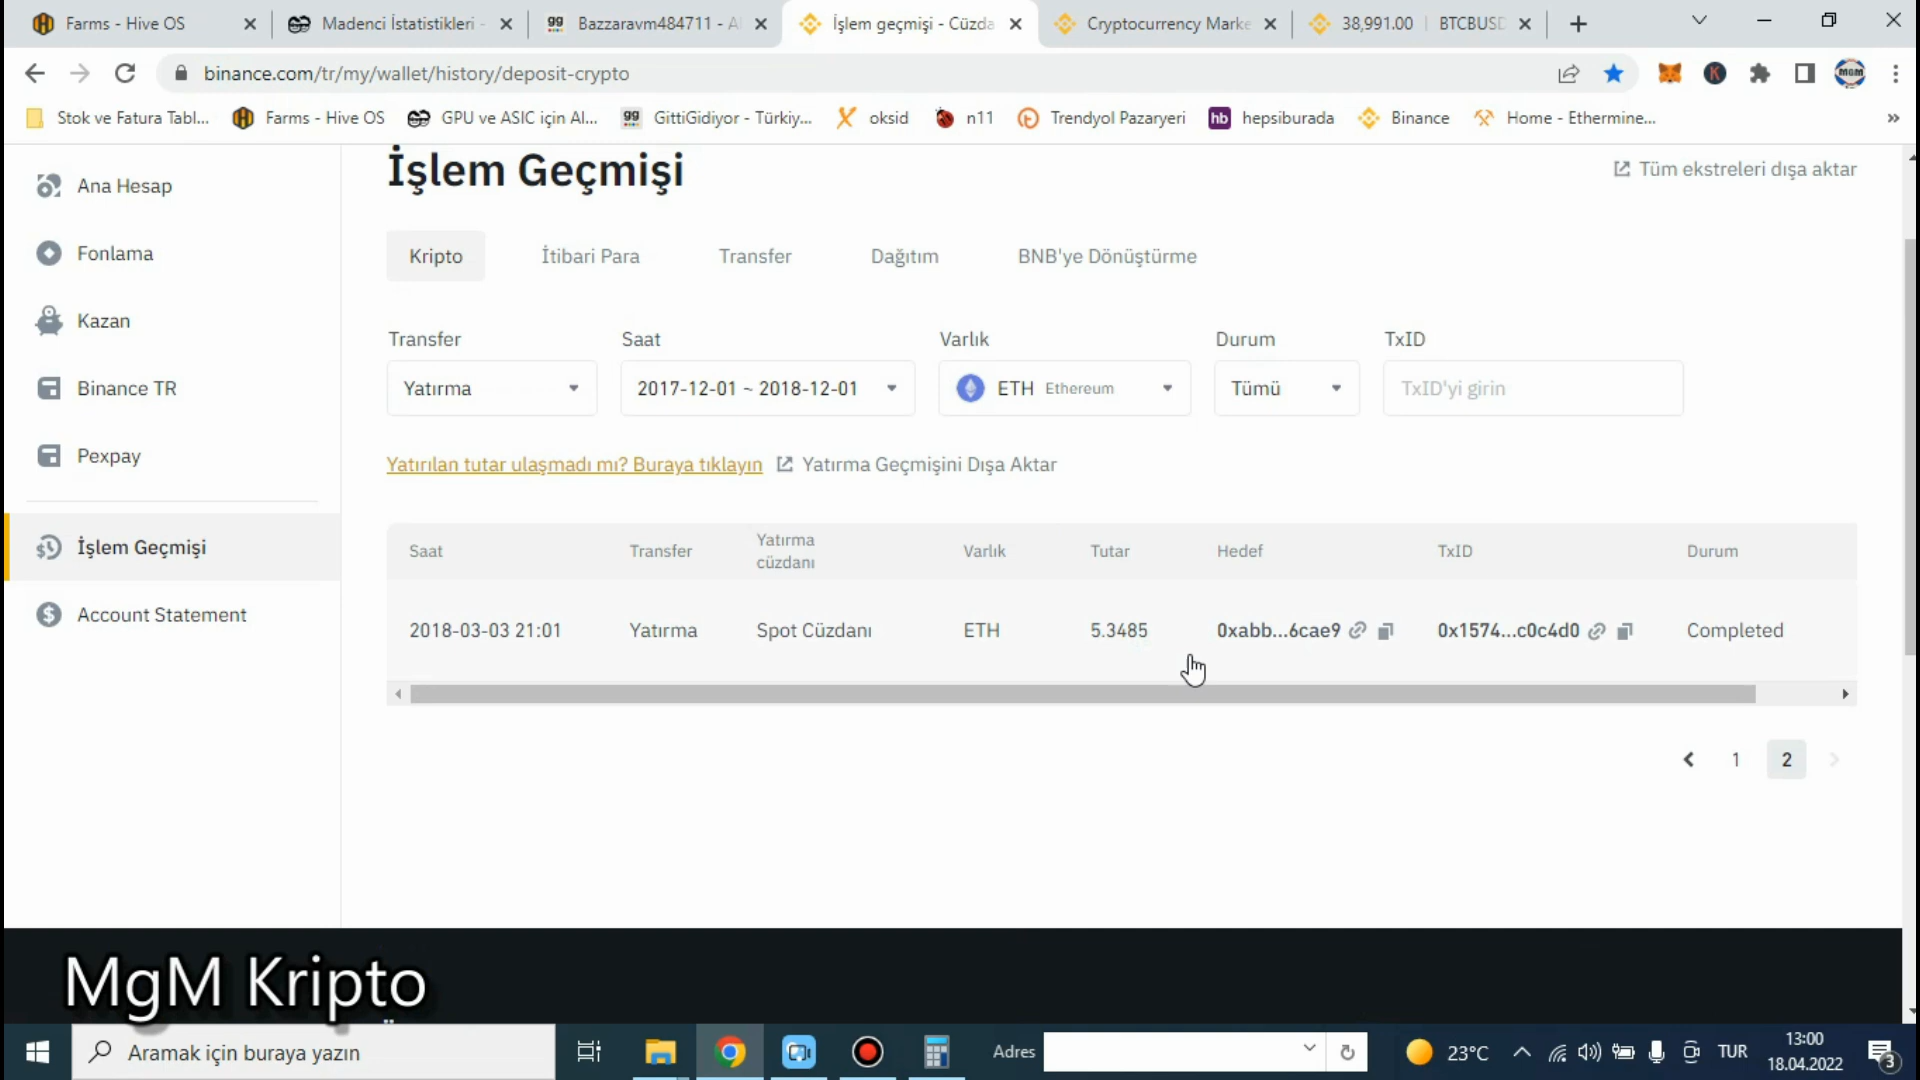 Farms - Hive OS
Madenci İstatistikleri -
gg Bazzaravm484711 - A
İşlem geçmişi - Cüzda
Cryptocurrency Marke
38,991.00 | BTCBUSD
binance.com/tr/my/wallet/history/deposit-crypto
K
MGM
Stok ve Fatura Tabl...
Farms - Hive OS
GPU ve ASIC için Al...
gg GittiGidiyor - Türkiy...
oksid
n11
Trendyol Pazaryeri
hb hepsiburada
Binance
Home - Ethermine...
»
Ana Hesap
Fonlama
Kazan
Binance TR
Pexpay
İşlem Geçmişi
Account Statement
İşlem Geçmişi
Tüm ekstreleri dışa aktar
Kripto
İtibari Para
Transfer
Dağıtım
BNB'ye Dönüştürme
Transfer
Saat
Varlık
Durum
TxID
Yatırma
2017-12-01 ~ 2018-12-01
ETH Ethereum
Tümü
TxID'yi girin
Yatırılan tutar ulaşmadı mı? Buraya tıklayın
Yatırma Geçmişini Dışa Aktar
Saat
Transfer
Yatırma
cüzdanı
Varlık
Tutar
Hedef
TxID
Durum
2018-03-03 21:01
Yatırma
Spot Cüzdanı
ETH
5.3485
0xabb...6cae9
0x1574...c0c4d0
Completed
1
2
MgM Kripto
Aramak için buraya yazın
Adres
23°C
TUR
13:00
18.04.2022
3